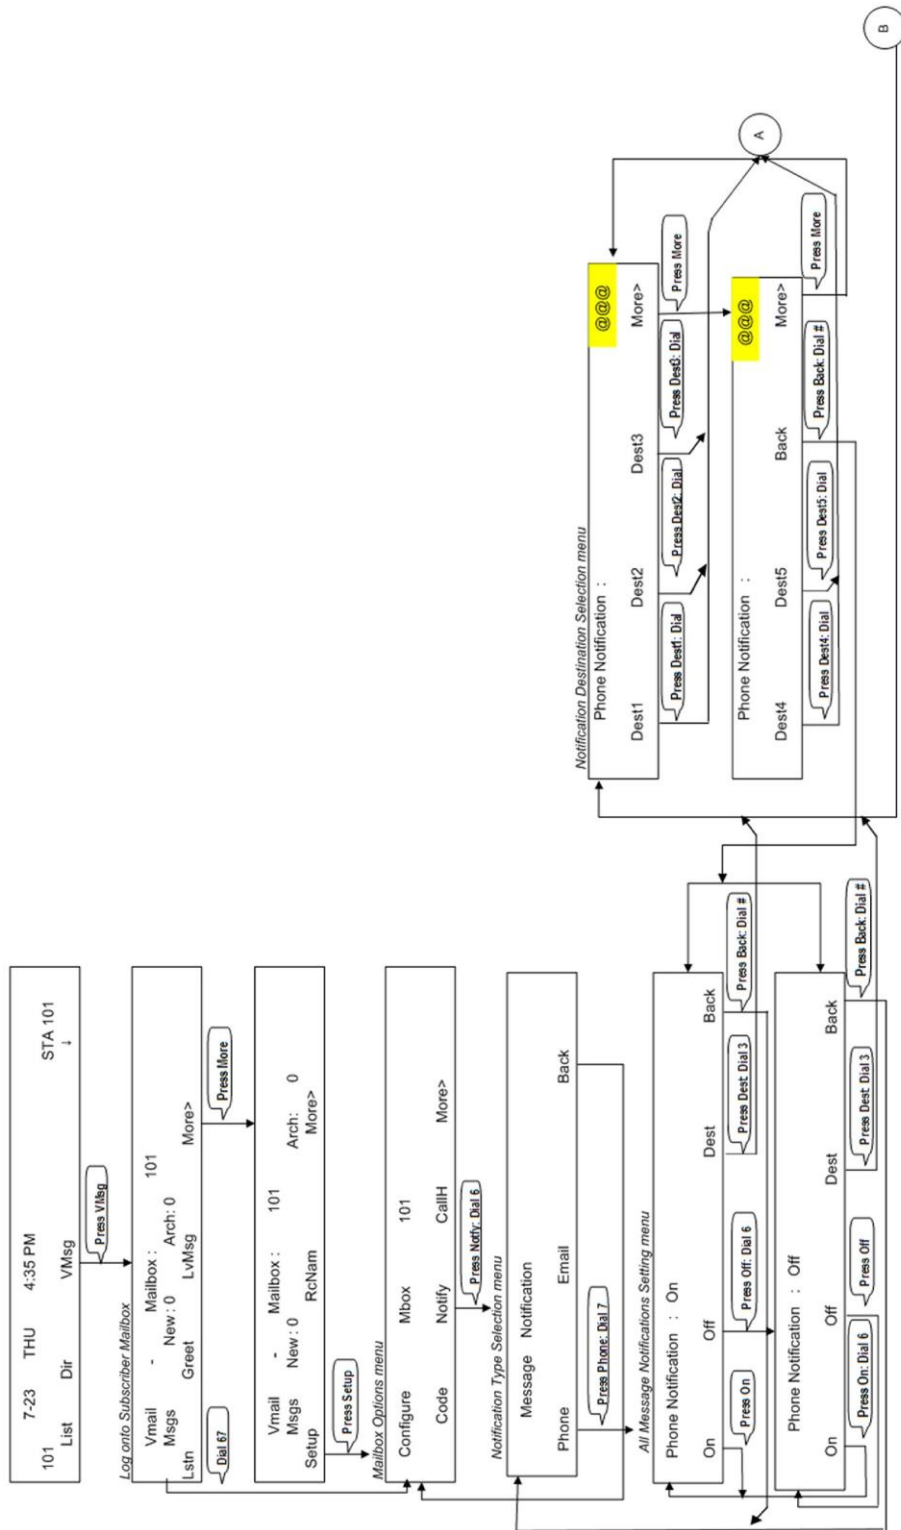 101 7-23 THU 4:35 PM STA 101
List Dir VMsg ↓
Press VMsg
Log onto Subscriber Mailbox
Vmail - Mailbox : 101
Msgs New : 0 Arch: 0
Lstn Greet LvMsg More>
Dial 67
Press More
Vmail - Mailbox : 101
Msgs New : 0 Arch: 0
Setup RcNam More>
Press Setup
Mailbox Options menu
Configure Mbox 101
Code Notify CallH More>
Press Notify: Dial 6
Notification Type Selection menu
Message Notification
Phone Email Back
Press Phone: Dial 7
All Message Notifications Setting menu
Phone Notification : On
On Off Dest Back
Press On
Press Off: Dial 6
Press Dest: Dial 3
Press Back: Dial #
Phone Notification : Off
On Off Dest Back
Press On: Dial 6
Press Off
Press Dest: Dial 3
Press Back: Dial #
Notification Destination Selection menu
Phone Notification : @@@
Dest1 Dest2 Dest3 More>
Press Dest1: Dial
Press Dest2: Dial
Press Dest3: Dial
Press More
Phone Notification : @@@
Dest4 Dest5 Back More>
Press Dest4: Dial
Press Dest5: Dial
Press Back: Dial #
Press More
A
B